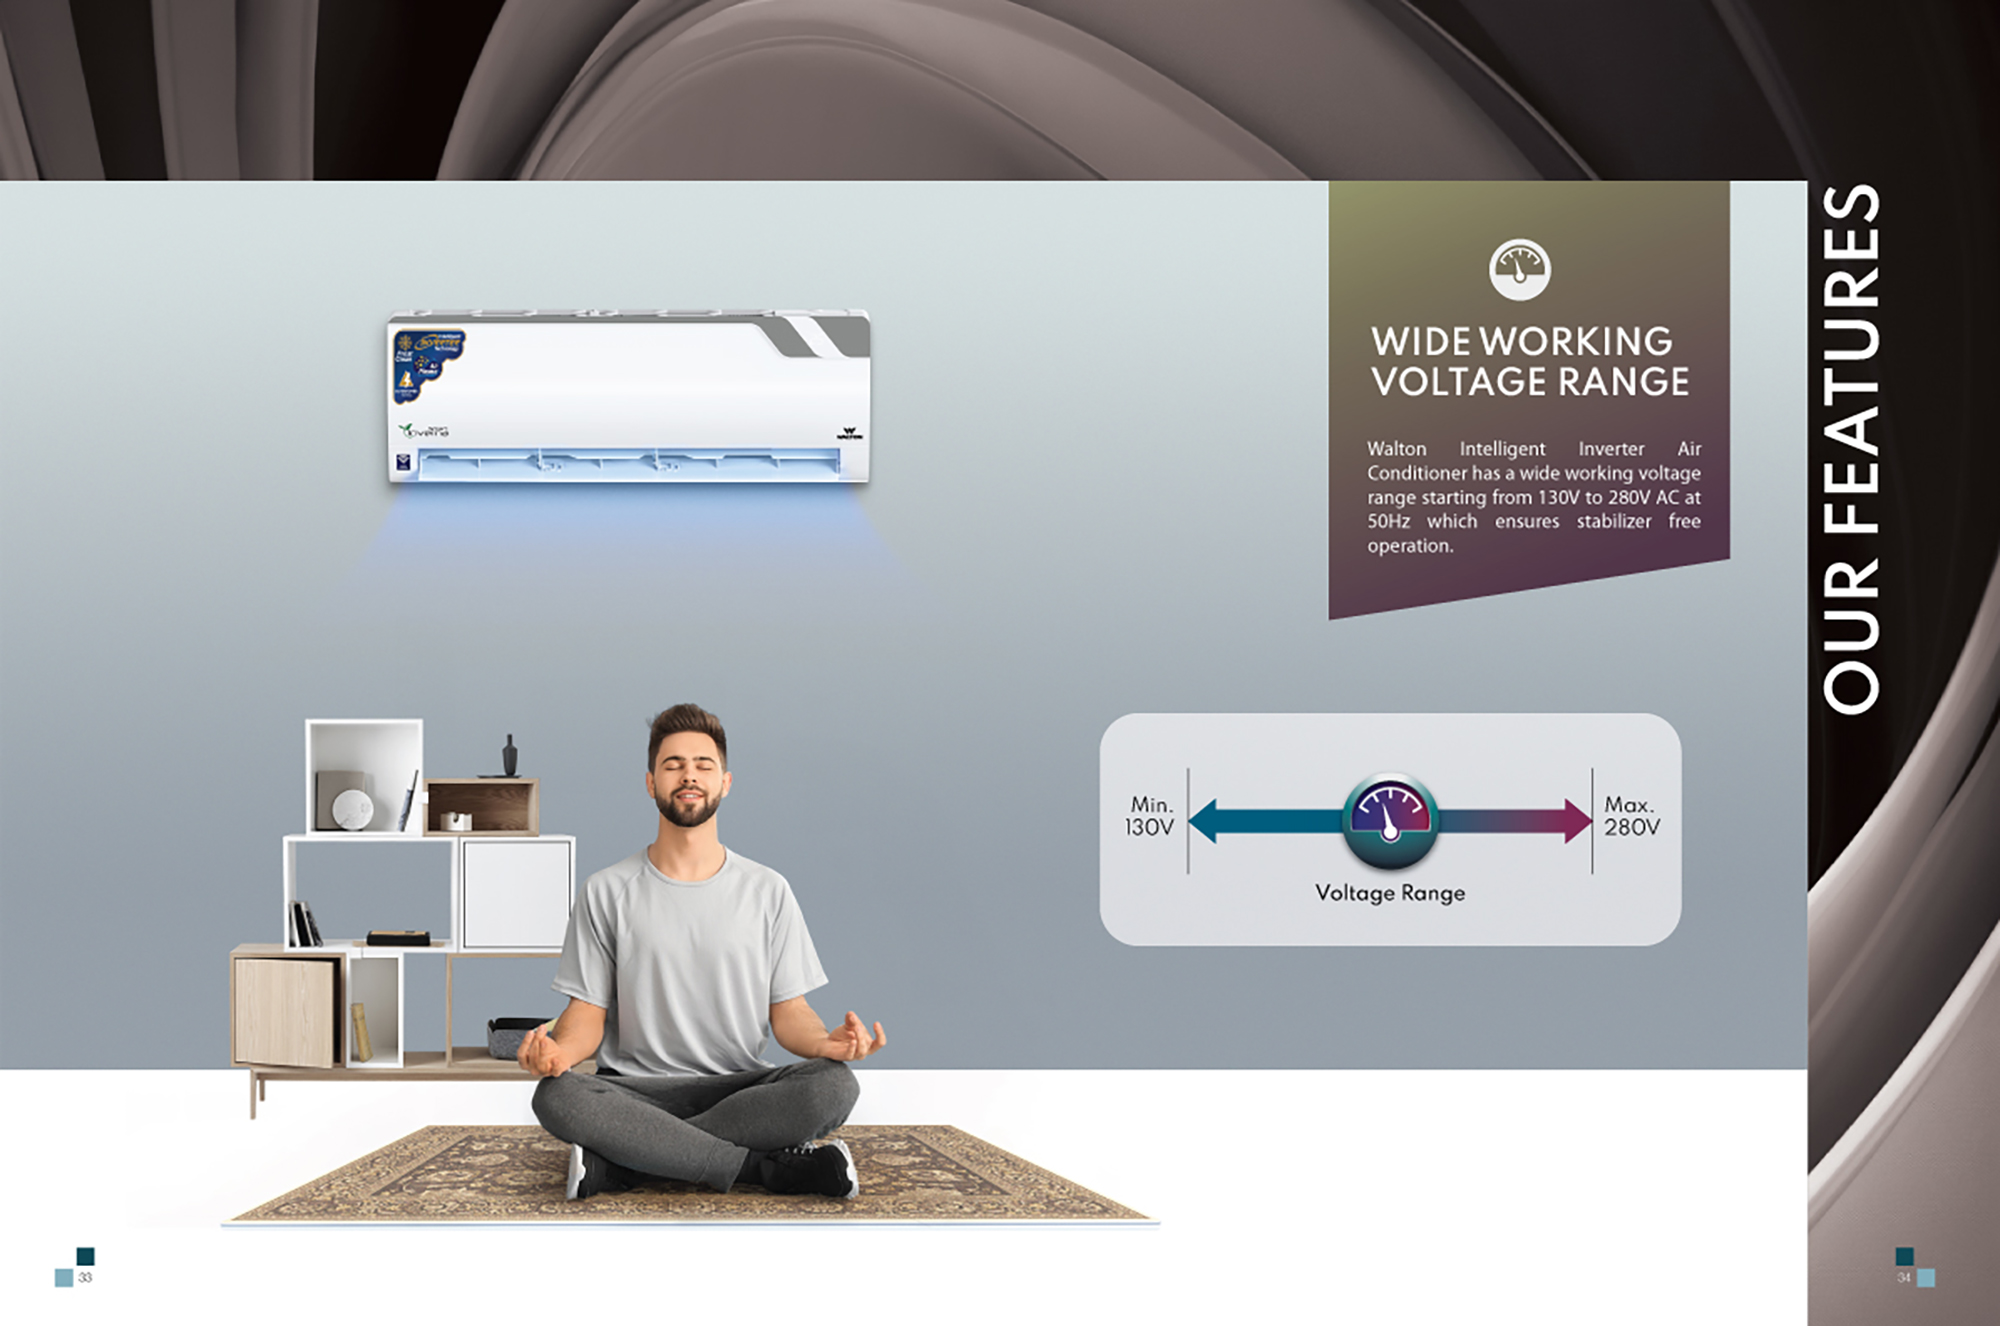 OUR FEATURES
WIDE WORKING
VOLTAGE RANGE
Walton Intelligent Inverter Air
Conditioner has a wide working voltage
range starting from 130V to 280V AC at
50Hz which ensures stabilizer free
operation.
INVERTER
WALTON
Min.
130V
Max.
280V
Voltage Range
33
34